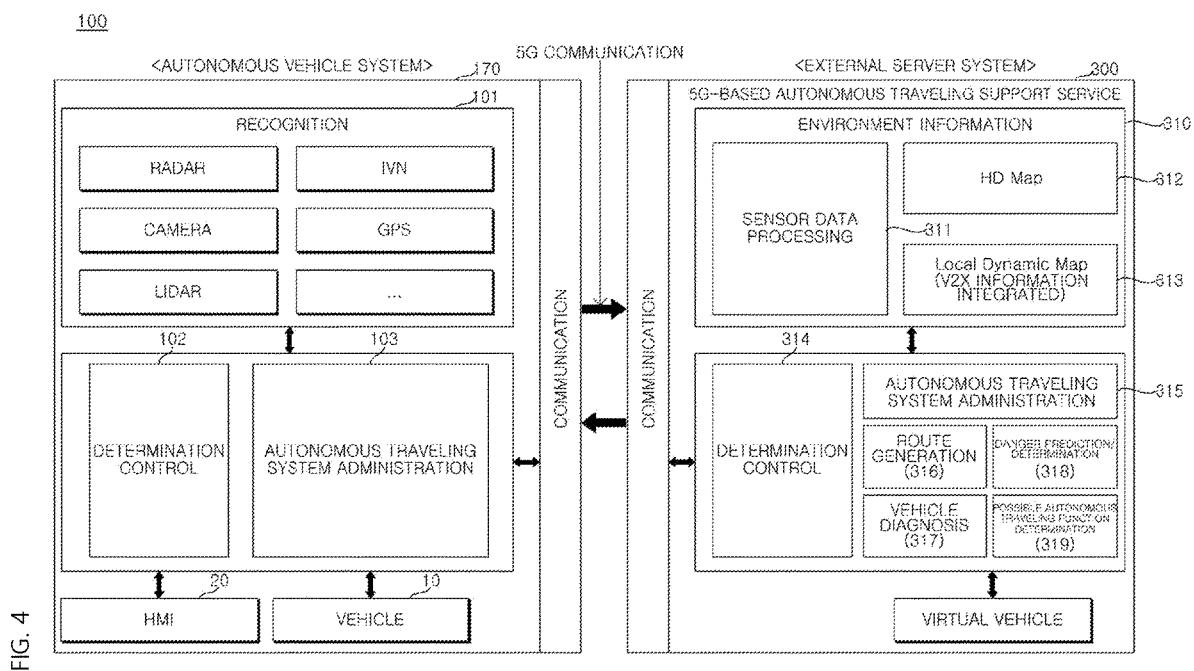 100
5G COMMUNICATION
<AUTONOMOUS VEHICLE SYSTEM>
170
101
RECOGNITION
RADAR
IVN
CAMERA
GPS
LIDAR
...
102
103
DETERMINATION
CONTROL
AUTONOMOUS TRAVELING
SYSTEM ADMINISTRATION
20
10
HMI
VEHICLE
COMMUNICATION
COMMUNICATION
<EXTERNAL SERVER SYSTEM>
300
5G-BASED AUTONOMOUS TRAVELING SUPPORT SERVICE
ENVIRONMENT INFORMATION
310
SENSOR DATA
PROCESSING
311
HD Map
312
Local Dynamic Map
(V2X INFORMATION
INTEGRATED)
313
314
DETERMINATION
CONTROL
AUTONOMOUS TRAVELING
SYSTEM ADMINISTRATION
315
ROUTE
GENERATION
(316)
DANGER PREDICTION/
DETERMINATION
(318)
VEHICLE
DIAGNOSIS
(317)
POSSIBLE AUTONOMOUS
TRAVELING FUNCTION
DETERMINATION
(319)
VIRTUAL VEHICLE
FIG. 4